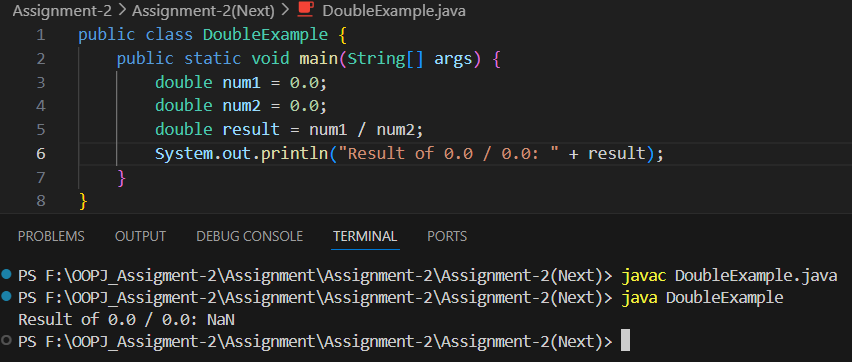 Assignment-2 > Assignment-2(Next) > DoubleExample.java
1 public class DoubleExample {
2 public static void main(String[] args) {
3 double num1 = 0.0;
4 double num2 = 0.0;
5 double result = num1 / num2;
6 System.out.println("Result of 0.0 / 0.0: " + result);
7 }
8 }
PROBLEMS OUTPUT DEBUG CONSOLE TERMINAL PORTS
PS F:\OOPJ_Assigment-2\Assignment\Assignment-2\Assignment-2(Next)> javac DoubleExample.java
PS F:\OOPJ_Assigment-2\Assignment\Assignment-2\Assignment-2(Next)> java DoubleExample
Result of 0.0 / 0.0: NaN
PS F:\OOPJ_Assigment-2\Assignment\Assignment-2\Assignment-2(Next)>